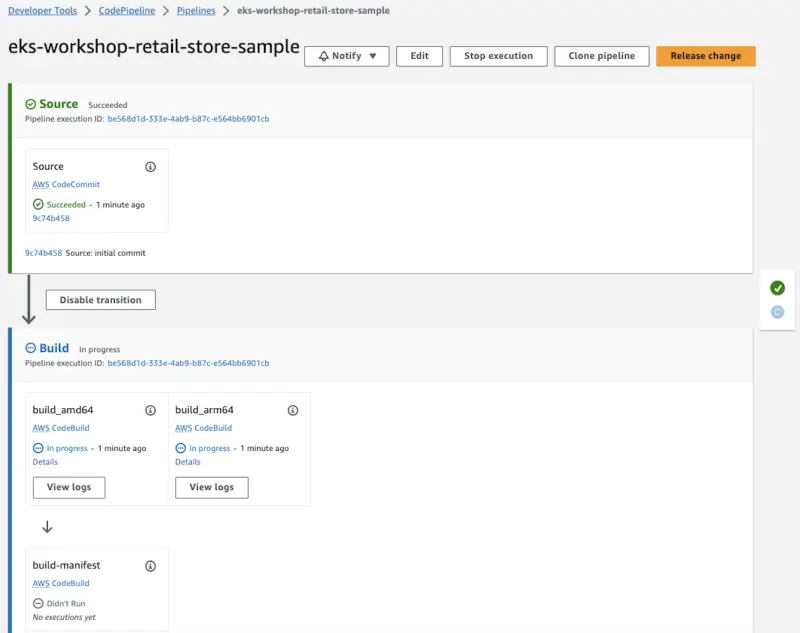 Developer Tools > CodePipeline > Pipelines > eks-workshop-retail-store-sample
eks-workshop-retail-store-sample
Notify ▼ Edit Stop execution Clone pipeline Release change
Source Succeeded
Pipeline execution ID: be568d1d-333e-4ab9-b87c-e564bb6901cb
Source
AWS CodeCommit
Succeeded - 1 minute ago
9c74b458
9c74b458 Source: initial commit
Disable transition
Build In progress
Pipeline execution ID: be568d1d-333e-4ab9-b87c-e564bb6901cb
build_amd64 build_arm64
AWS CodeBuild AWS CodeBuild
In progress - 1 minute ago In progress - 1 minute ago
Details Details
View logs View logs
build-manifest
AWS CodeBuild
Didn't Run
No executions yet